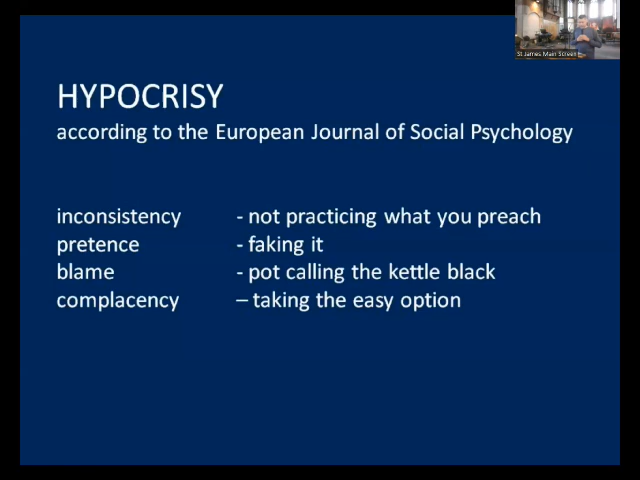 St James Main Screen
HYPOCRISY
according to the European Journal of Social Psychology
inconsistency - not practicing what you preach
pretence - faking it
blame - pot calling the kettle black
complacency – taking the easy option